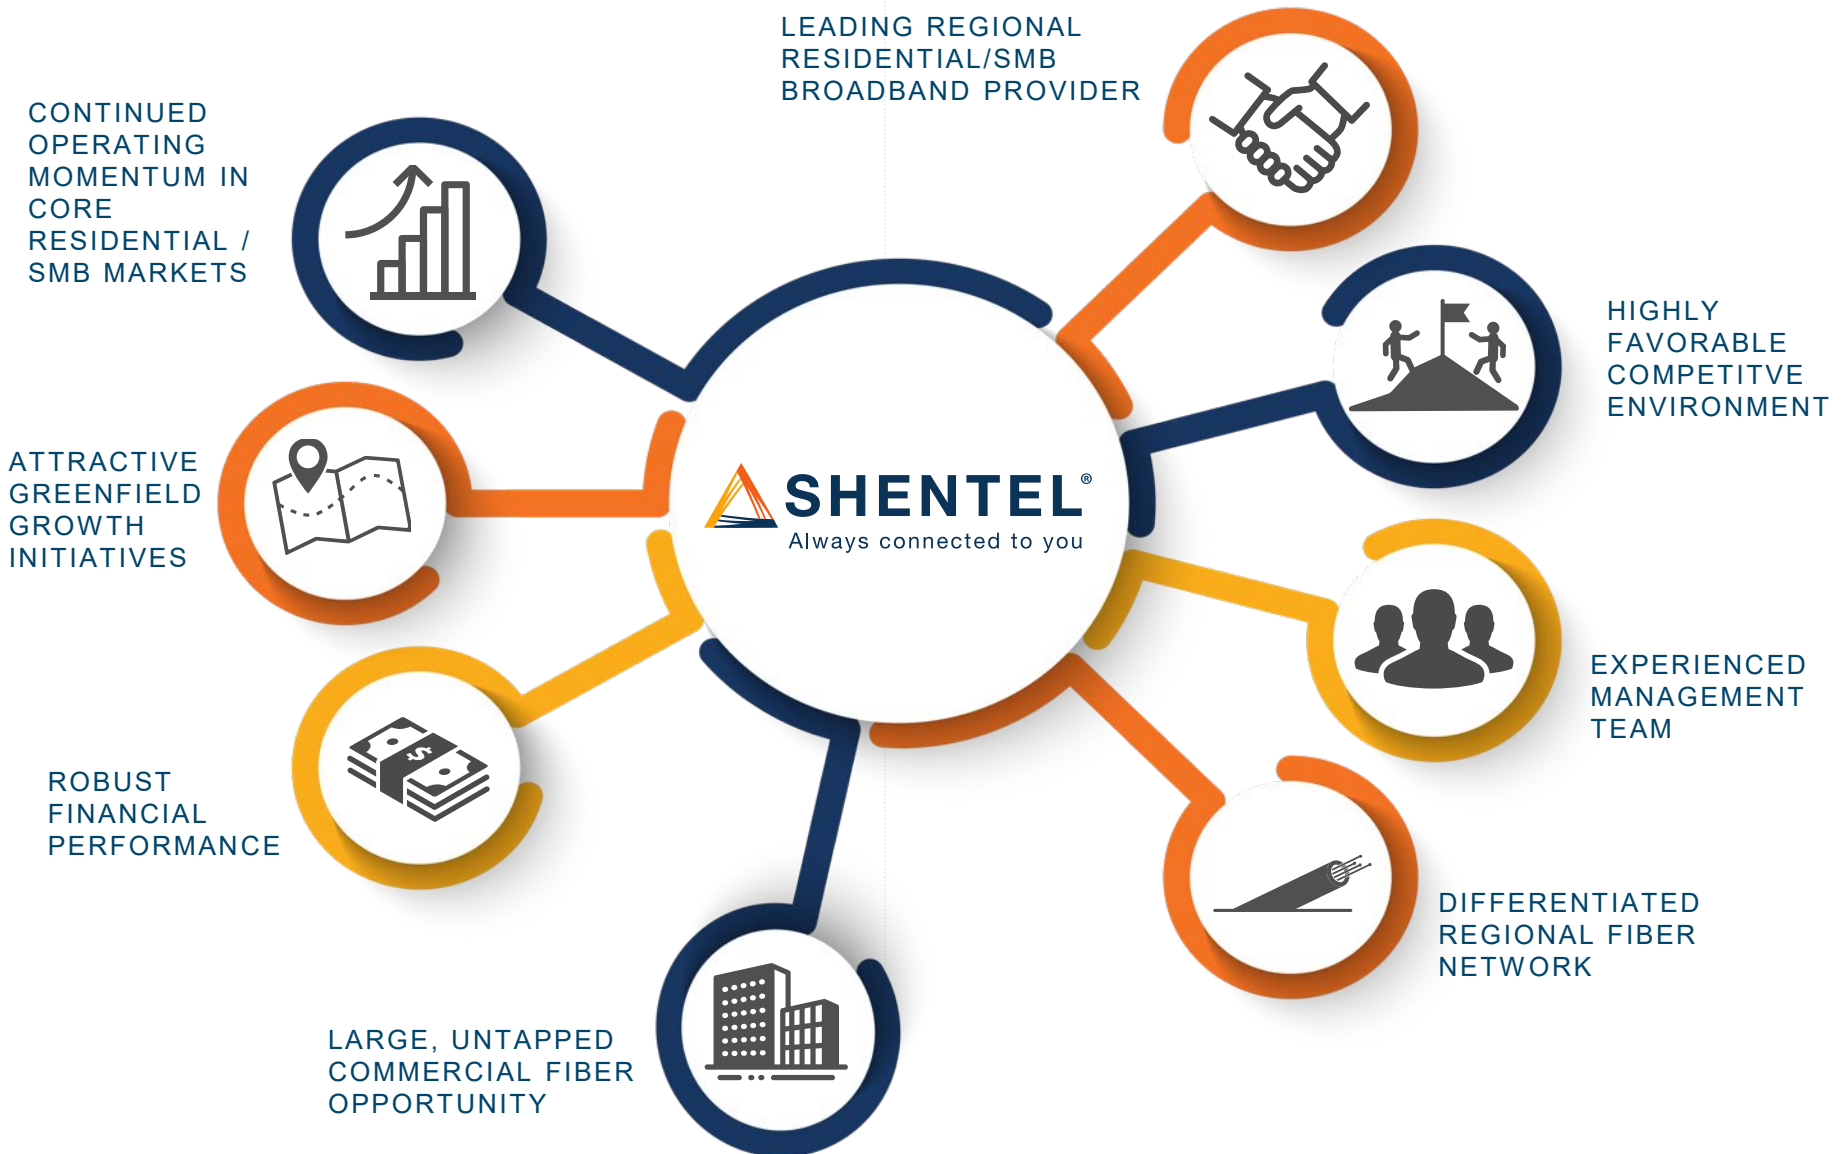 LEADING REGIONAL
RESIDENTIAL/SMB
BROADBAND PROVIDER
CONTINUED
OPERATING
MOMENTUM IN
CORE
RESIDENTIAL /
SMB MARKETS
HIGHLY
FAVORABLE
COMPETITVE
ENVIRONMENT
ATTRACTIVE
GREENFIELD
GROWTH
INITIATIVES
SHENTEL®
Always connected to you
EXPERIENCED
MANAGEMENT
TEAM
$
ROBUST
FINANCIAL
PERFORMANCE
DIFFERENTIATED
REGIONAL FIBER
NETWORK
LARGE, UNTAPPED
COMMERCIAL FIBER
OPPORTUNITY